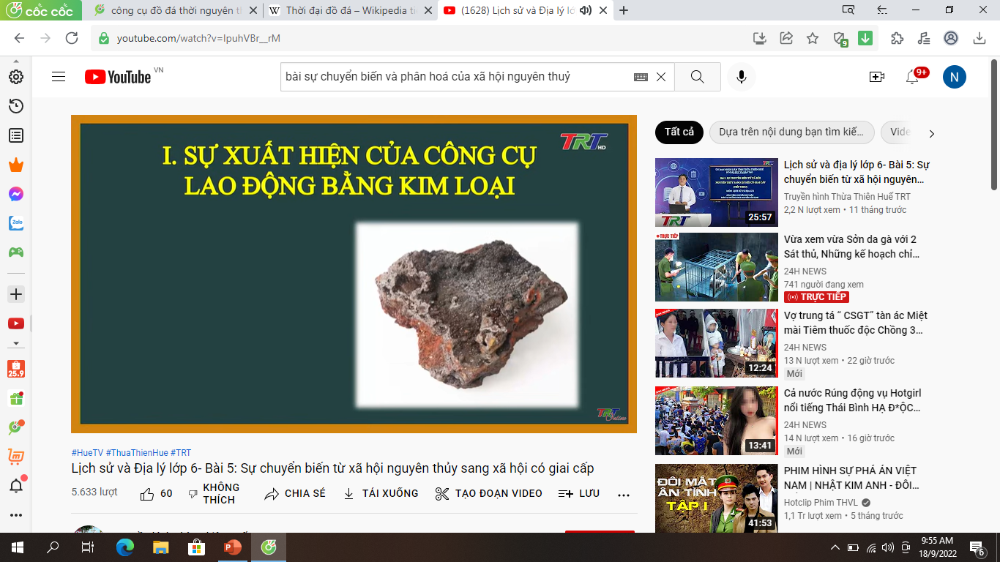 cốc cốc
công cụ đồ đá thời nguyên th
Thời đại đồ đá – Wikipedia tiế
(1628) Lịch sử và Địa lý lớ
youtube.com/watch?v=IpuhVBr__rM
9
YouTube VN
bài sự chuyển biến và phân hoá của xã hội nguyên thuỷ
9+
N
I. SỰ XUẤT HIỆN CỦA CÔNG CỤ
LAO ĐỘNG BẰNG KIM LOẠI
TRT HD
#HueTV #ThuaThienHue #TRT
Lịch sử và Địa lý lớp 6- Bài 5: Sự chuyển biến từ xã hội nguyên thủy sang xã hội có giai cấp
5.633 lượt
60
KHÔNG THÍCH
CHIA SẺ
TẢI XUỐNG
TẠO ĐOẠN VIDEO
LƯU
Tất cả
Dựa trên nội dung bạn tìm kiế...
Vide
TRT
25:57
Lịch sử và địa lý lớp 6- Bài 5: Sự
chuyển biến từ xã hội nguyên...
Truyền hình Thừa Thiên Huế TRT
2,2 N lượt xem • 11 tháng trước
TRỰC TIẾP
Vừa xem vừa Sởn da gà với 2
Sát thủ, Những kế hoạch chỉ...
24H NEWS
741 người đang xem
TRỰC TIẾP
12:24
Vợ trung tá “ CSGT” tàn ác Miệt
mài Tiêm thuốc độc Chồng 3...
24H NEWS
13 N lượt xem • 22 giờ trước
Mới
13:41
Cả nước Rúng động vụ Hotgirl
nổi tiếng Thái Bình HẠ Đ*ỘC...
24H NEWS
14 N lượt xem • 16 giờ trước
Mới
ĐÔI MẮT
ÂN TÌNH
TẬP 1
41:53
PHIM HÌNH SỰ PHÁ ÁN VIỆT
NAM | NHẬT KIM ANH - ĐÔI...
Hotclip Phim THVL
1,1 Tr lượt xem • 5 tháng trước
Zalo
25.9
9:55 AM
18/9/2022
6